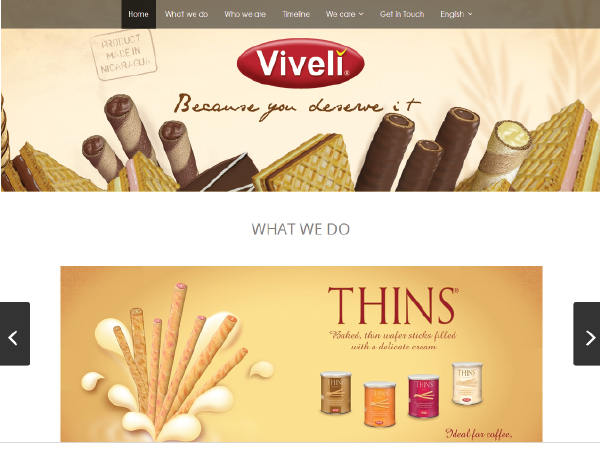 Home What we do Who we are Timeline We care Get in Touch English
PRODUCT
MADE IN
NICARAGUA
Viveli®
Because you deserve it
WHAT WE DO
THINS®
Baked, thin wafer sticks filled
with a delicate cream.
THINS THINS THINS THINS
Ideal for coffee.